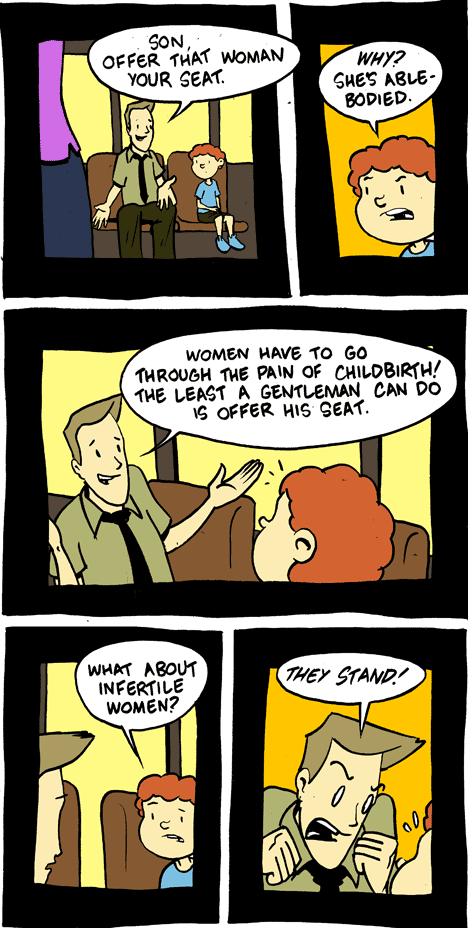 SON,
OFFER THAT WOMAN
YOUR SEAT.
WHY?
SHE'S ABLE-
BODIED.
WOMEN HAVE TO GO
THROUGH THE PAIN OF CHILDBIRTH!
THE LEAST A GENTLEMAN CAN DO
IS OFFER HIS SEAT.
WHAT ABOUT
INFERTILE
WOMEN?
THEY STAND!